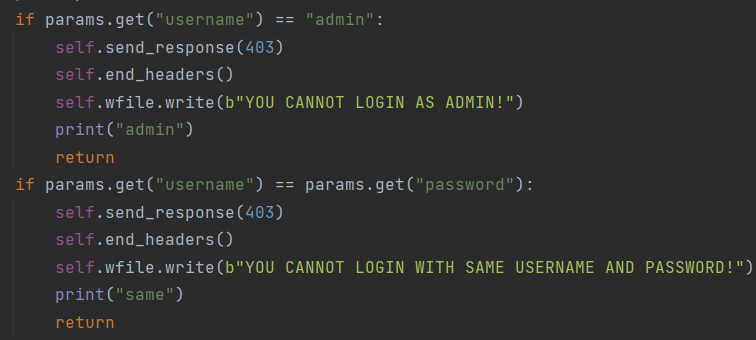 if params.get("username") == "admin":
self.send_response(403)
self.end_headers()
self.wfile.write(b"YOU CANNOT LOGIN AS ADMIN!")
print("admin")
return
if params.get("username") == params.get("password"):
self.send_response(403)
self.end_headers()
self.wfile.write(b"YOU CANNOT LOGIN WITH SAME USERNAME AND PASSWORD!")
print("same")
return